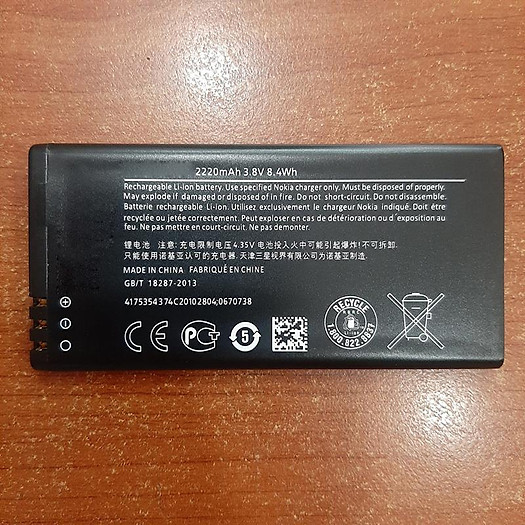 2220mAh 3.8V 8.4Wh
Rechargeable Li-ion battery. Use specified Nokia charger only. Must be disposed of properly.
May explode if damaged or disposed of in fire. Do not short-circuit. Do not disassemble.
Batterie rechargeable Li-ion. Utilisez exclusivement le chargeur Nokia indiqué. Doit être
recyclée ou jetée correctement. Peut exploser en cas de détérioration ou d'exposition au
feu. Ne pas mettre en court-circuit. Ne pas démonter.
锂电池 注意: 充电限制电压 4.35V 电池投入火中可能引起爆炸!不可拆卸.
只能使用诺基亚认可的充电器. 天津三星视界有限公司为诺基亚制造.
MADE IN CHINA FABRIQUÉ EN CHINE
GB/T 18287-2013
4175354374C20102804;0670738
CE PCT 5 RECYCLE Li-ion 1.800.822.8837